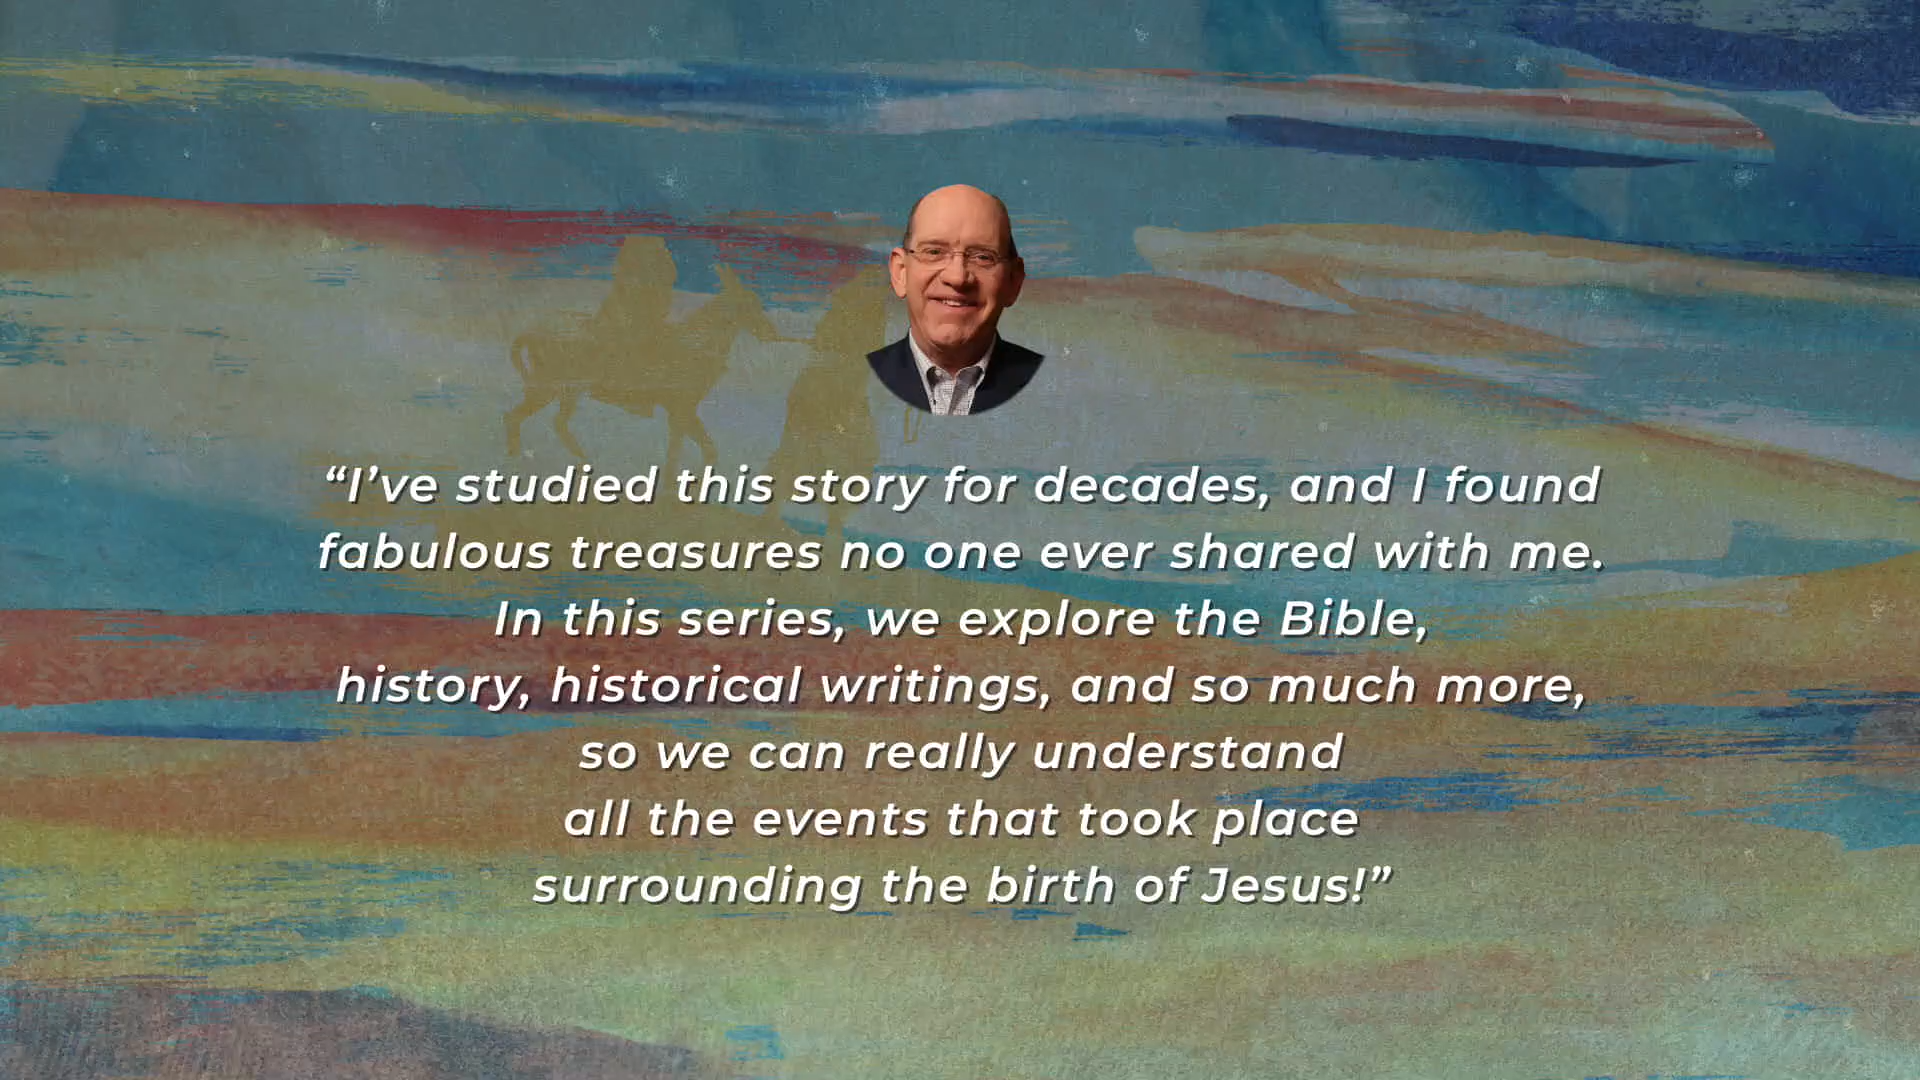 “I’ve studied this story for decades, and I found
fabulous treasures no one ever shared with me.
In this series, we explore the Bible,
history, historical writings, and so much more,
so we can really understand
all the events that took place
surrounding the birth of Jesus!”